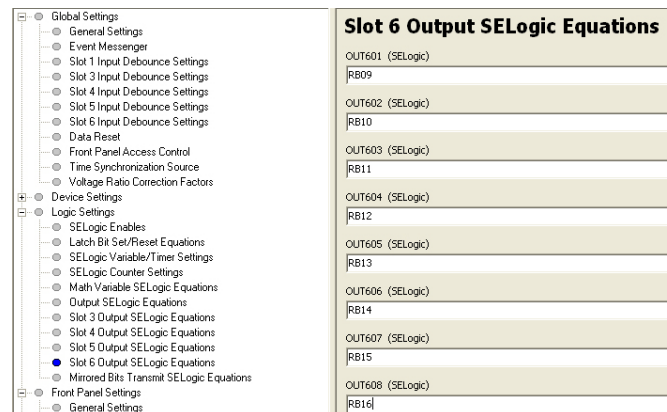 Global Settings
General Settings
Event Messenger
Slot 1 Input Debounce Settings
Slot 3 Input Debounce Settings
Slot 4 Input Debounce Settings
Slot 5 Input Debounce Settings
Slot 6 Input Debounce Settings
Data Reset
Front Panel Access Control
Time Synchronization Source
Voltage Ratio Correction Factors
Device Settings
Logic Settings
SELogic Enables
Latch Bit Set/Reset Equations
SELogic Variable/Timer Settings
SELogic Counter Settings
Math Variable SELogic Equations
Output SELogic Equations
Slot 3 Output SELogic Equations
Slot 4 Output SELogic Equations
Slot 5 Output SELogic Equations
Slot 6 Output SELogic Equations
Mirrored Bits Transmit SELogic Equations
Front Panel Settings
General Settings
Slot 6 Output SELogic Equations
OUT601 (SELogic)
RB09
OUT602 (SELogic)
RB10
OUT603 (SELogic)
RB11
OUT604 (SELogic)
RB12
OUT605 (SELogic)
RB13
OUT606 (SELogic)
RB14
OUT607 (SELogic)
RB15
OUT608 (SELogic)
RB16